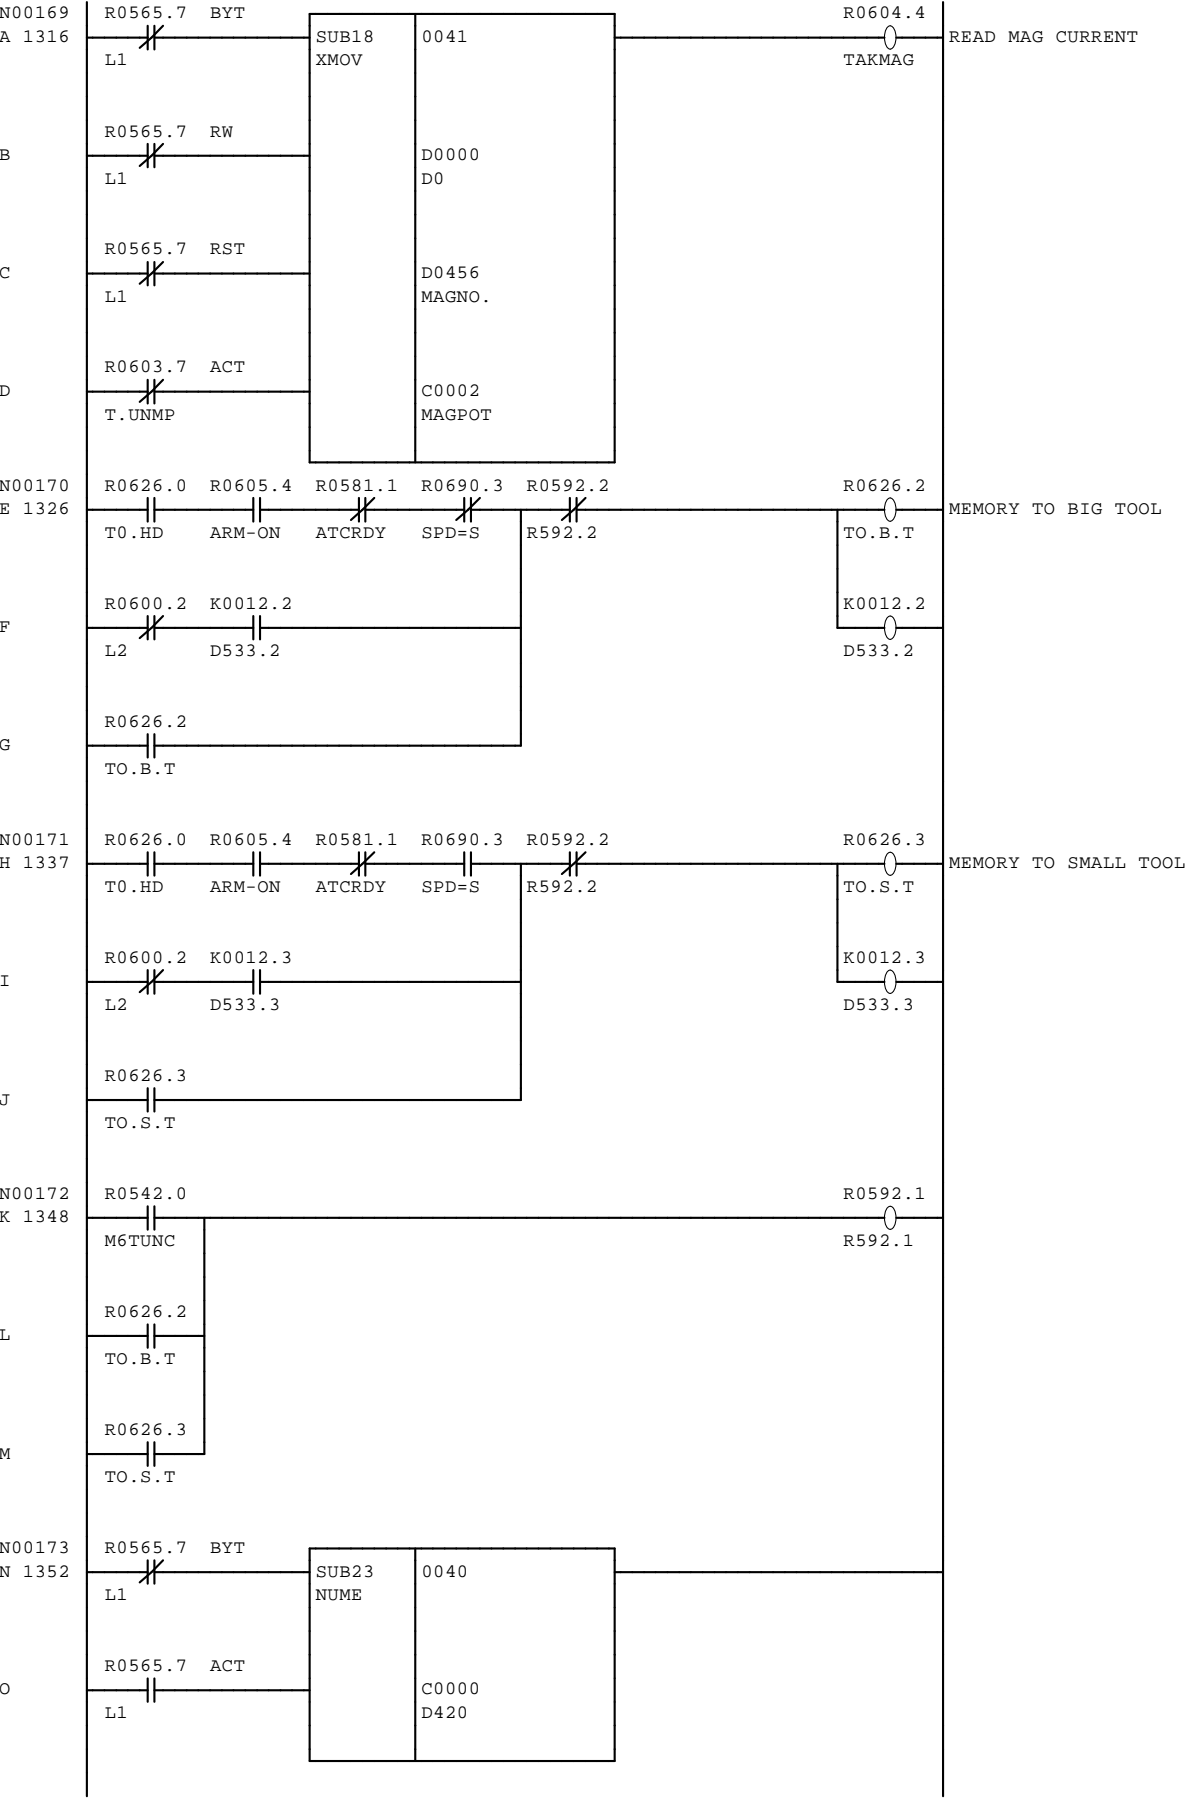 N00169 R0565.7 BYT R0604.4
A 1316 SUB18 0041 READ MAG CURRENT
L1 XMOV TAKMAG
R0565.7 RW
B D0000
L1 D0
R0565.7 RST
C D0456
L1 MAGNO.
R0603.7 ACT
D C0002
T.UNMP MAGPOT
N00170 R0626.0 R0605.4 R0581.1 R0690.3 R0592.2 R0626.2
E 1326 MEMORY TO BIG TOOL
T0.HD ARM-ON ATCRDY SPD=S R592.2 TO.B.T
R0600.2 K0012.2 K0012.2
F
L2 D533.2 D533.2
R0626.2
G
TO.B.T
N00171 R0626.0 R0605.4 R0581.1 R0690.3 R0592.2 R0626.3
H 1337 MEMORY TO SMALL TOOL
T0.HD ARM-ON ATCRDY SPD=S R592.2 TO.S.T
R0600.2 K0012.3 K0012.3
I
L2 D533.3 D533.3
R0626.3
J
TO.S.T
N00172 R0542.0 R0592.1
K 1348
M6TUNC R592.1
R0626.2
L
TO.B.T
R0626.3
M
TO.S.T
N00173 R0565.7 BYT
N 1352 SUB23 0040
L1 NUME
R0565.7 ACT
O C0000
L1 D420